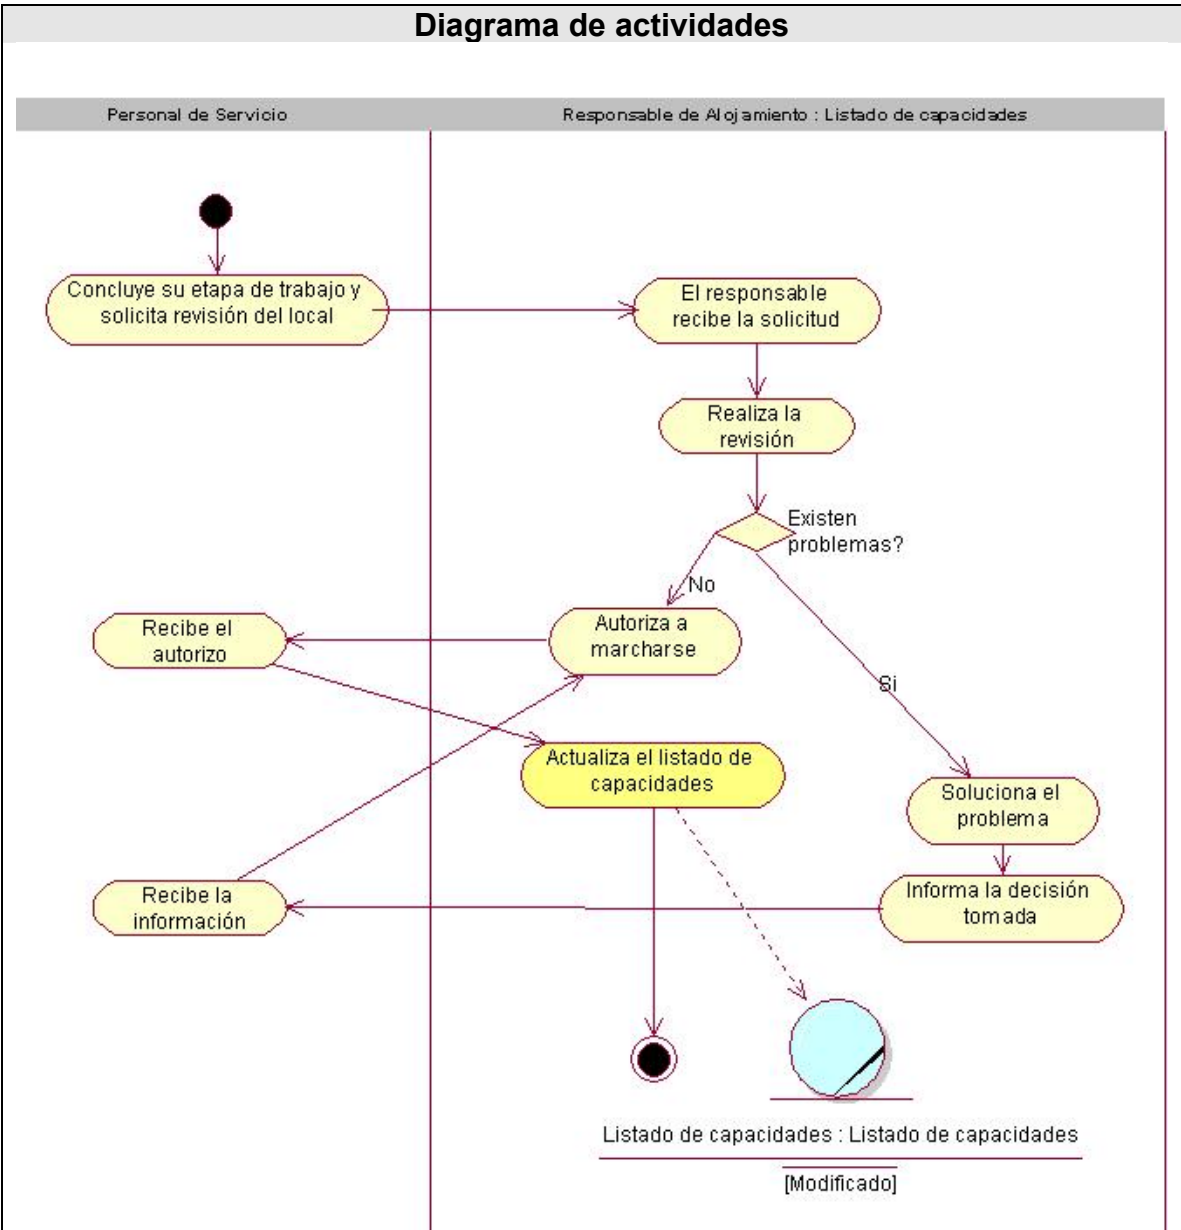 Diagrama de actividades
Personal de Servicio
Responsable de Alojamiento : Listado de capacidades
Concluye su etapa de trabajo y
solicita revisión del local
El responsable
recibe la solicitud
Realiza la
revisión
Existen
problemas?
No
Autoriza a
marcharse
Recibe el
autorizo
Si
Actualiza el listado de
capacidades
Soluciona el
problema
Recibe la
información
Informa la decisión
tomada
Listado de capacidades : Listado de capacidades
[Modificado]